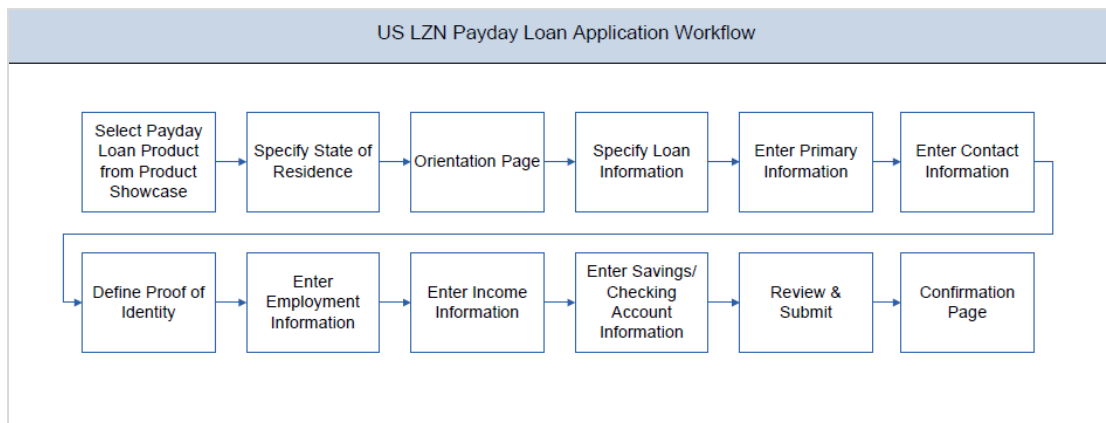 US LZN Payday Loan Application Workflow
Select Payday
Loan Product
from Product
Showcase
Specify State of
Residence
Orientation Page
Specify Loan
Information
Enter Primary
Information
Enter Contact
Information
Define Proof of
Identity
Enter
Employment
Information
Enter Income
Information
Enter Savings/
Checking
Account
Information
Review &
Submit
Confirmation
Page